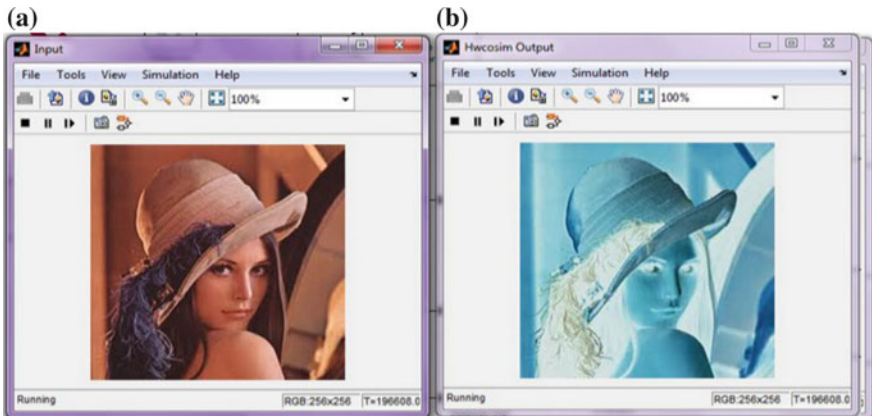 (a)
(b)
Input
Hwcosim Output
File Tools View Simulation Help
File Tools View Simulation Help
100%
100%
Running
RGB:256x256
T=196608.0
Running
RGB:256x256
T=196608.0